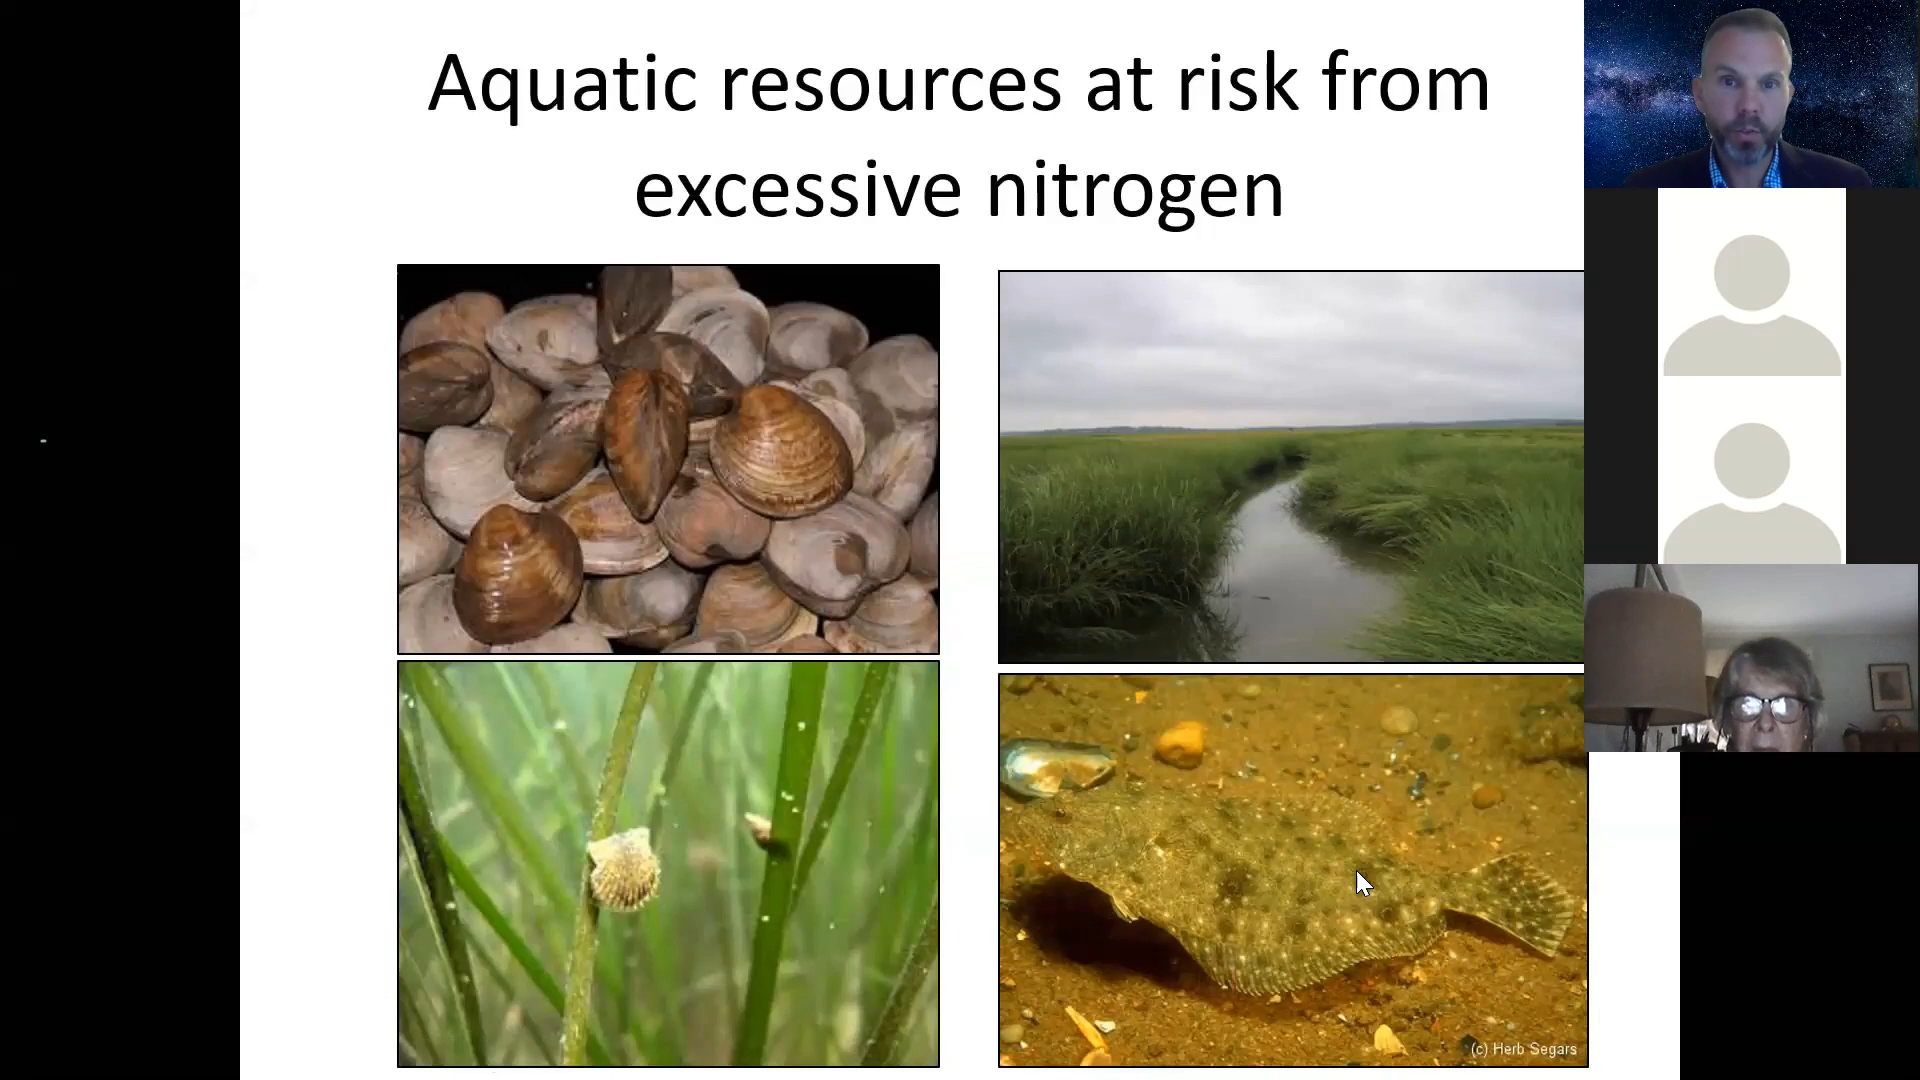 Aquatic resources at risk from
excessive nitrogen
(c) Herb Segars